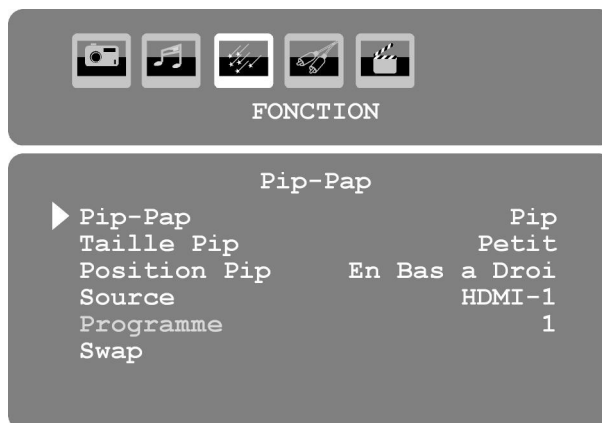 FONCTION
Pip-Pap
Pip-Pap Pip
Taille Pip Petit
Position Pip En Bas a Droi
Source HDMI-1
Programme 1
Swap